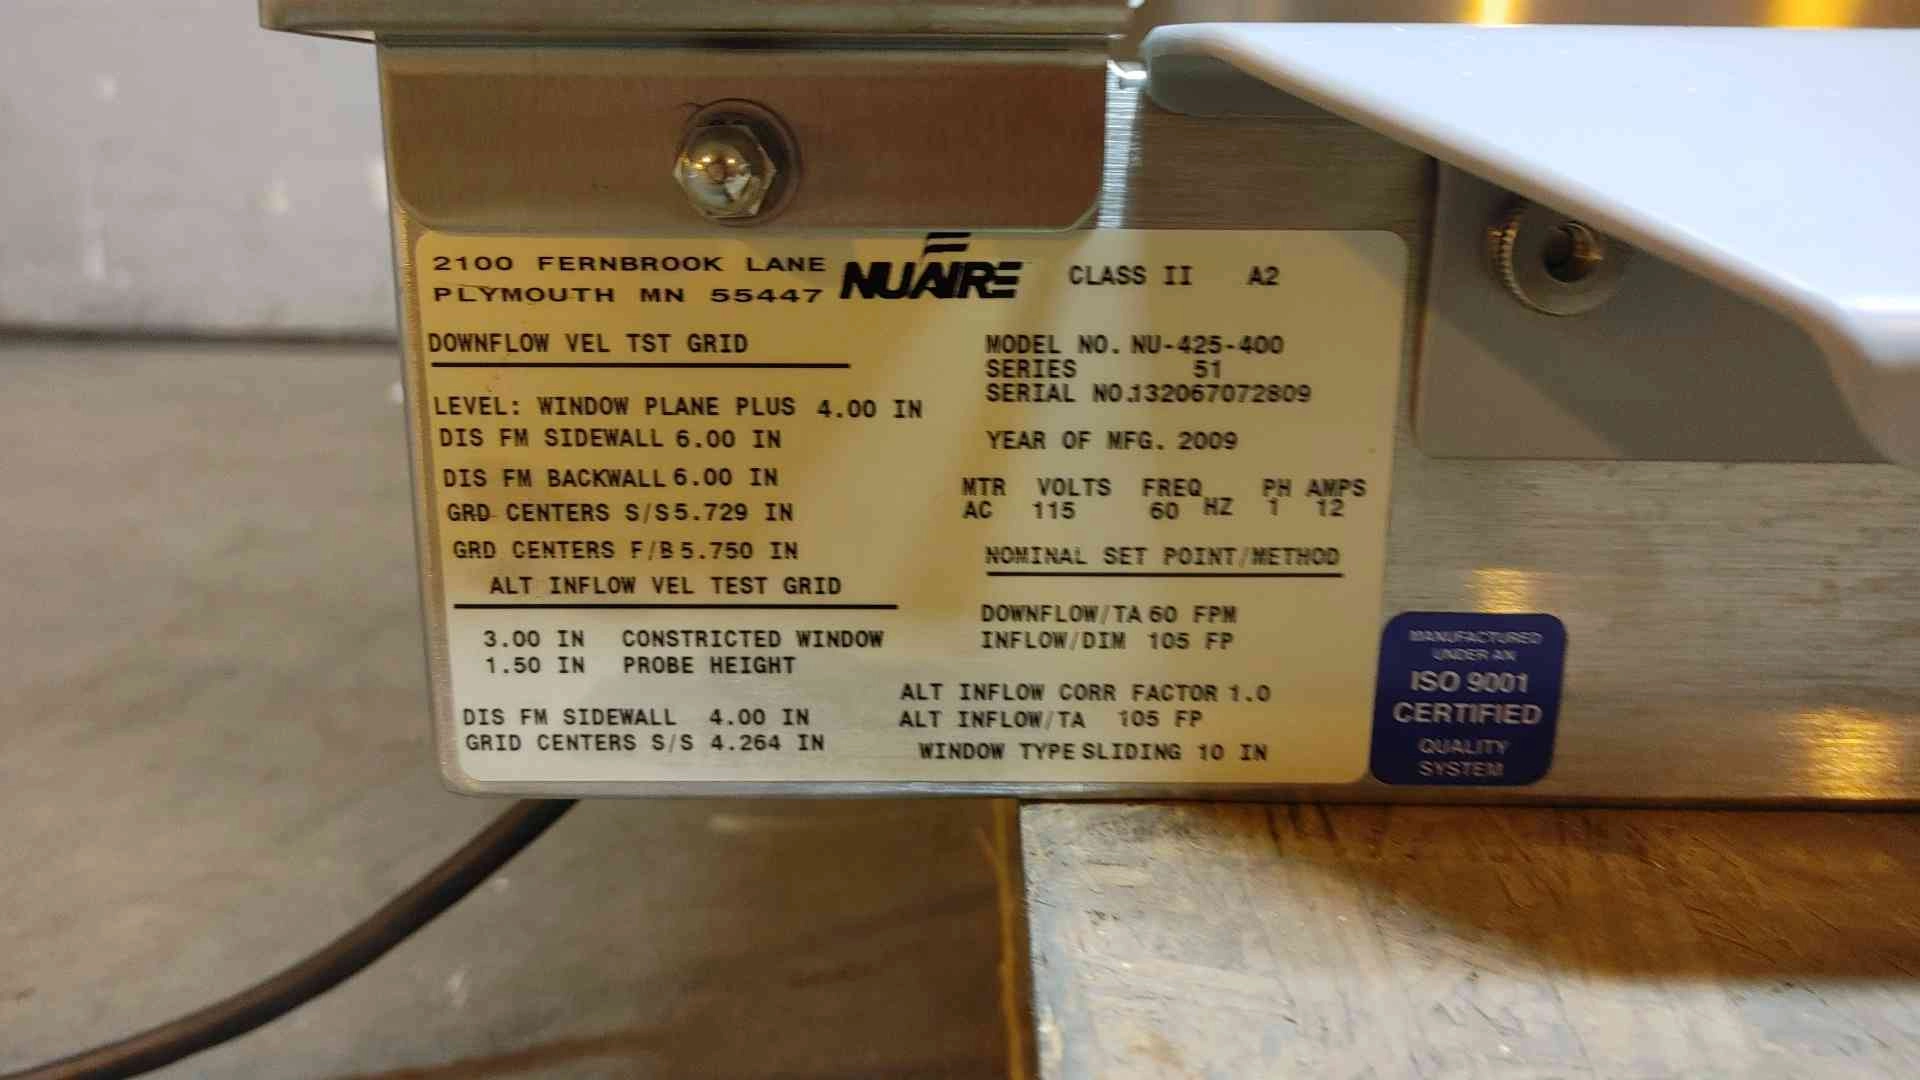 2100 FERNBROOK LANE
PLYMOUTH MN 55447
NUAIRE
CLASS II A2
DOWNFLOW VEL TST GRID
LEVEL: WINDOW PLANE PLUS 4.00 IN
DIS FM SIDEWALL 6.00 IN
DIS FM BACKWALL 6.00 IN
GRD CENTERS S/S 5.729 IN
GRD CENTERS F/B 5.750 IN
ALT INFLOW VEL TEST GRID
3.00 IN CONSTRICTED WINDOW
1.50 IN PROBE HEIGHT
DIS FM SIDEWALL 4.00 IN
GRID CENTERS S/S 4.264 IN
MODEL NO. NU-425-400
SERIES 51
SERIAL NO.132067072809
YEAR OF MFG. 2009
MTR VOLTS FREQ PH AMPS
AC 115 60 HZ 1 12
NOMINAL SET POINT/METHOD
DOWNFLOW/TA 60 FPM
INFLOW/DIM 105 FP
ALT INFLOW CORR FACTOR 1.0
ALT INFLOW/TA 105 FP
WINDOW TYPE SLIDING 10 IN
MANUFACTURED
UNDER AN
ISO 9001
CERTIFIED
QUALITY
SYSTEM